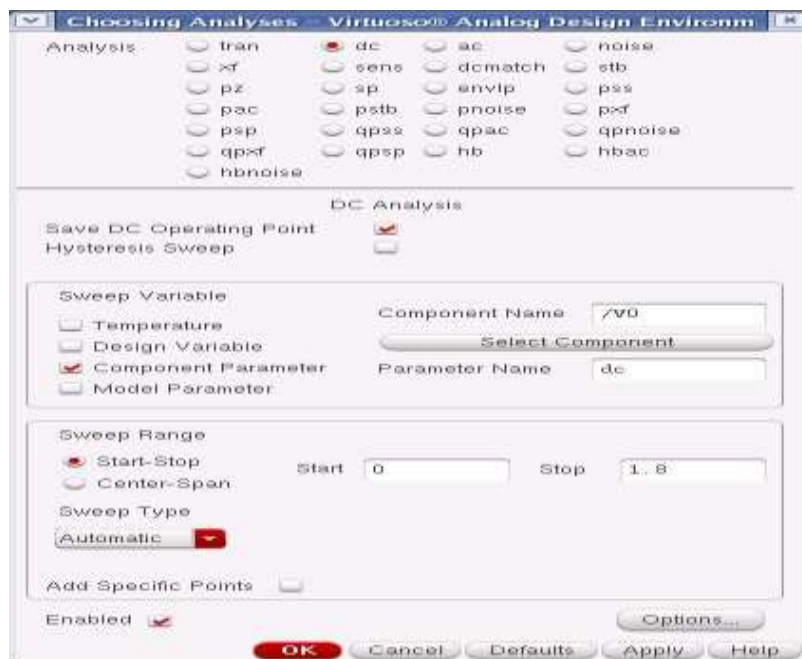 Choosing Analyses -- Virtuoso® Analog Design Environm
Analysis tran dc ac noise
xf sens dcmatch stb
pz sp envlp pss
pac pstb pnoise pxf
psp qpss qpac qpnoise
qpxf qpsp hb hbac
hbnoise
DC Analysis
Save DC Operating Point
Hysteresis Sweep
Sweep Variable
Temperature
Design Variable
Component Parameter
Model Parameter
Component Name /V0
Select Component
Parameter Name dc
Sweep Range
Start-Stop
Center-Span
Start 0 Stop 1.8
Sweep Type
Automatic
Add Specific Points
Enabled Options...
OK Cancel Defaults Apply Help